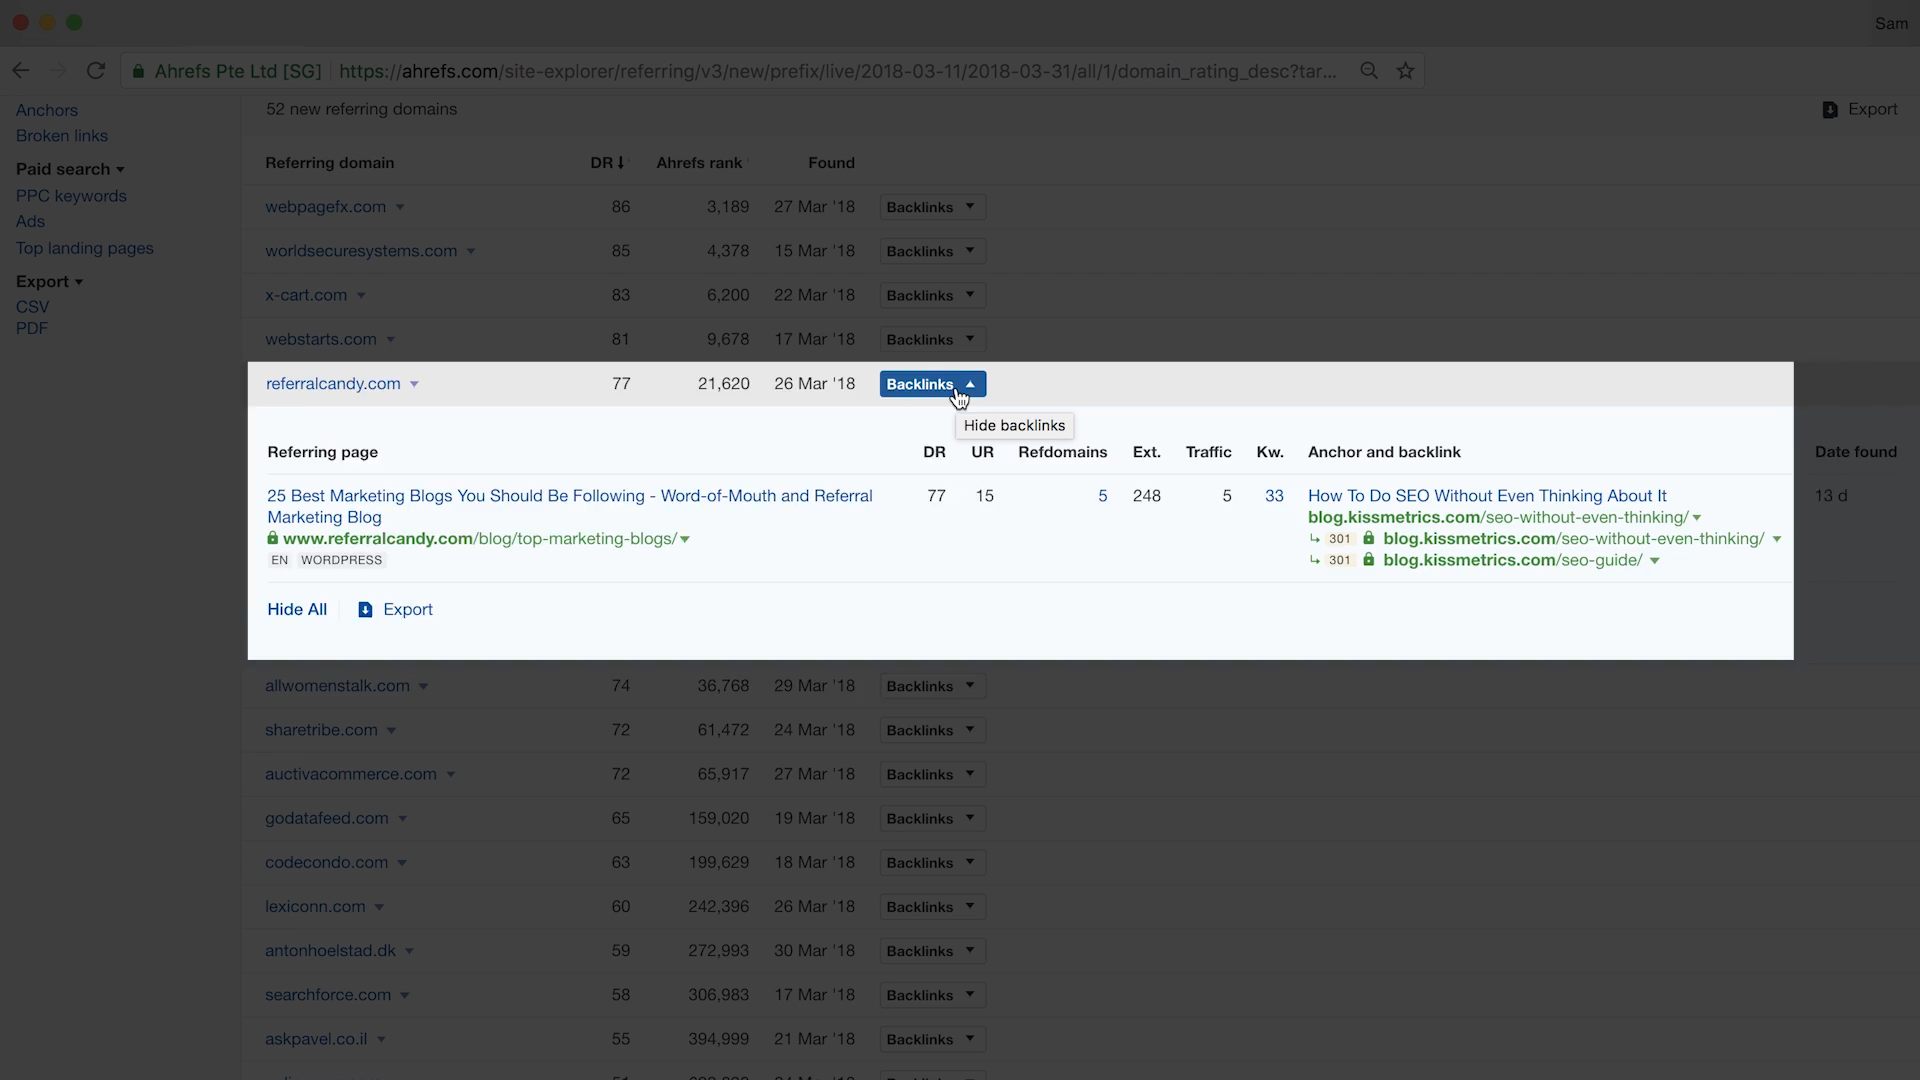 Sam
Ahrefs Pte Ltd [SG] https://ahrefs.com/site-explorer/referring/v3/new/prefix/live/2018-03-11/2018-03-31/all/1/domain_rating_desc?tar...
Anchors
Broken links
Paid search
PPC keywords
Ads
Top landing pages
Export
CSV
PDF
52 new referring domains
Export
Referring domain DR Ahrefs rank Found
webpagefx.com 86 3,189 27 Mar '18 Backlinks
worldsecuresystems.com 85 4,378 15 Mar '18 Backlinks
x-cart.com 83 6,200 22 Mar '18 Backlinks
webstarts.com 81 9,678 17 Mar '18 Backlinks
referralcandy.com 77 21,620 26 Mar '18 Backlinks
Hide backlinks
Referring page DR UR Refdomains Ext. Traffic Kw. Anchor and backlink Date found
25 Best Marketing Blogs You Should Be Following - Word-of-Mouth and Referral 77 15 5 248 5 33 How To Do SEO Without Even Thinking About It 13 d
Marketing Blog blog.kissmetrics.com/seo-without-even-thinking/
www.referralcandy.com/blog/top-marketing-blogs/ 301 blog.kissmetrics.com/seo-without-even-thinking/
EN WORDPRESS 301 blog.kissmetrics.com/seo-guide/
Hide All Export
allwomenstalk.com 74 36,768 29 Mar '18 Backlinks
sharetribe.com 72 61,472 24 Mar '18 Backlinks
auctivacommerce.com 72 65,917 27 Mar '18 Backlinks
godatafeed.com 65 159,020 19 Mar '18 Backlinks
codecondo.com 63 199,629 18 Mar '18 Backlinks
lexiconn.com 60 242,396 26 Mar '18 Backlinks
antonhoelstad.dk 59 272,993 30 Mar '18 Backlinks
searchforce.com 58 306,983 17 Mar '18 Backlinks
askpavel.co.il 55 394,999 21 Mar '18 Backlinks